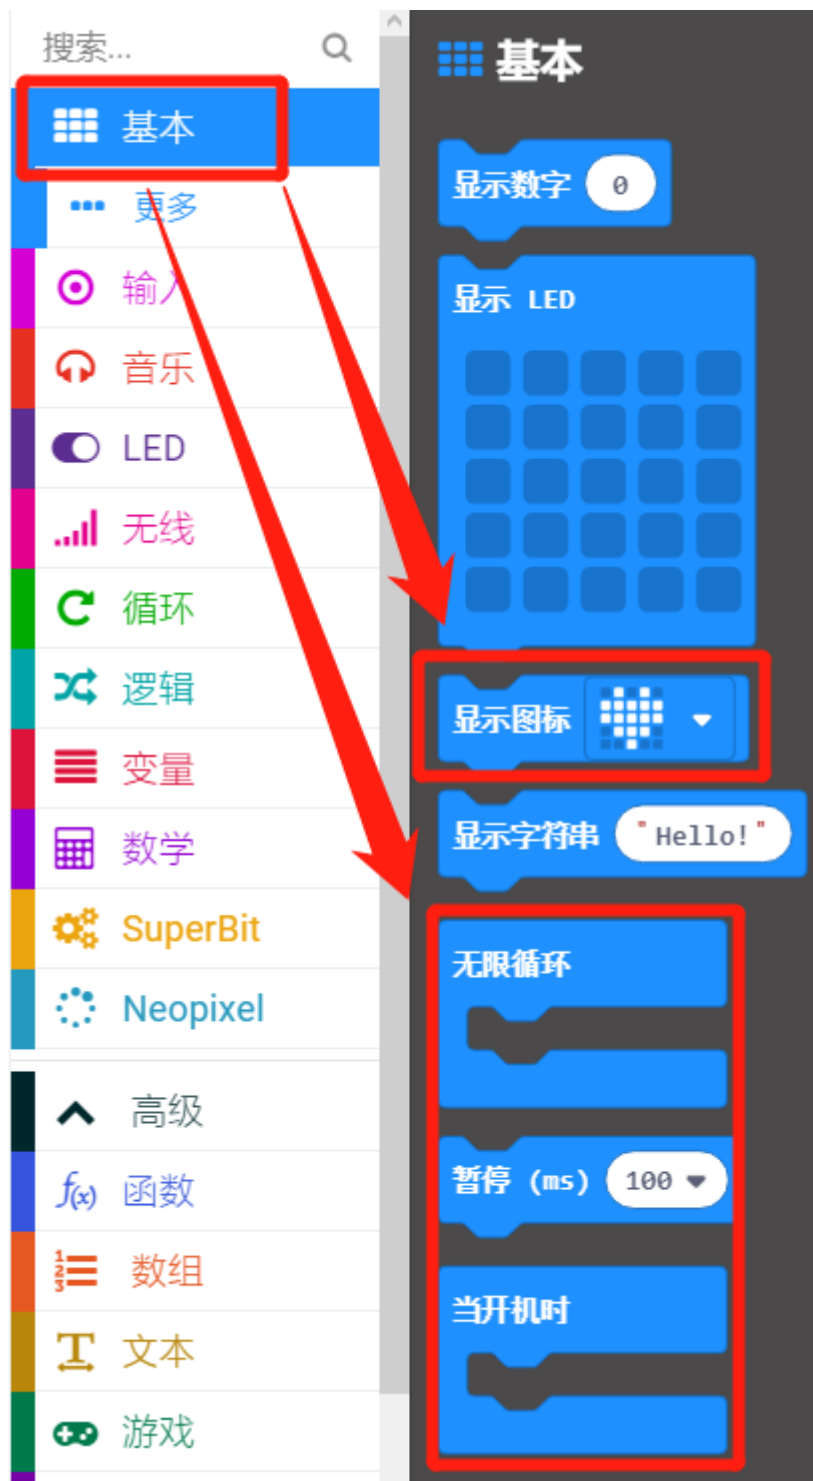 搜索...
基本
更多
输入
音乐
LED
无线
循环
逻辑
变量
数学
SuperBit
Neopixel
高级
f(x) 函数
数组
文本
游戏
基本
显示数字 0
显示 LED
显示图标
显示字符串 "Hello!"
无限循环
暂停 (ms) 100
当开机时